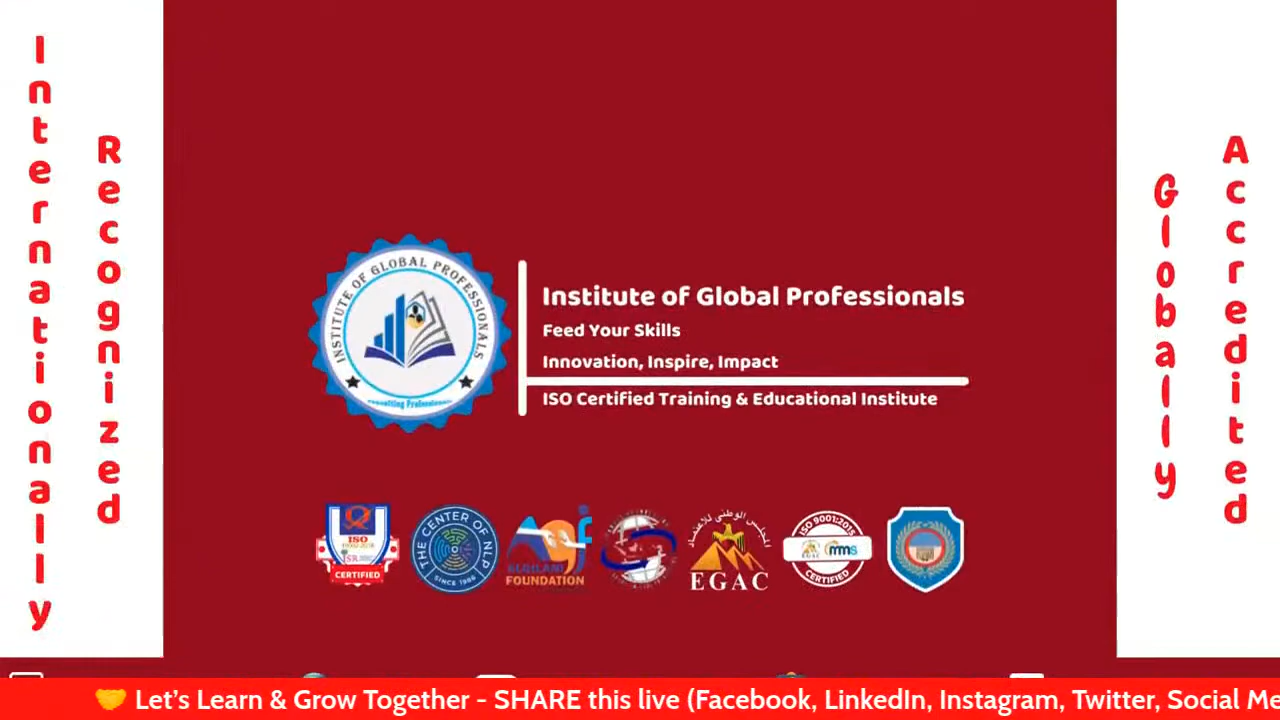 Internationally
Recognized
INSTITUTE OF GLOBAL PROFESSIONALS
Institute of Global Professionals
Feed Your Skills
Innovation, Inspire, Impact
ISO Certified Training & Educational Institute
Globally
Accredited
ISO
CERTIFIED
THE CENTER OF NLP
SINCE 1986
FOUNDATION
المجلس الوطني للاعتماد
EGAC
ISO 9001:2015
EGAC
CERTIFIED
🤝 Let's Learn & Grow Together - SHARE this live (Facebook, LinkedIn, Instagram, Twitter, Social Me